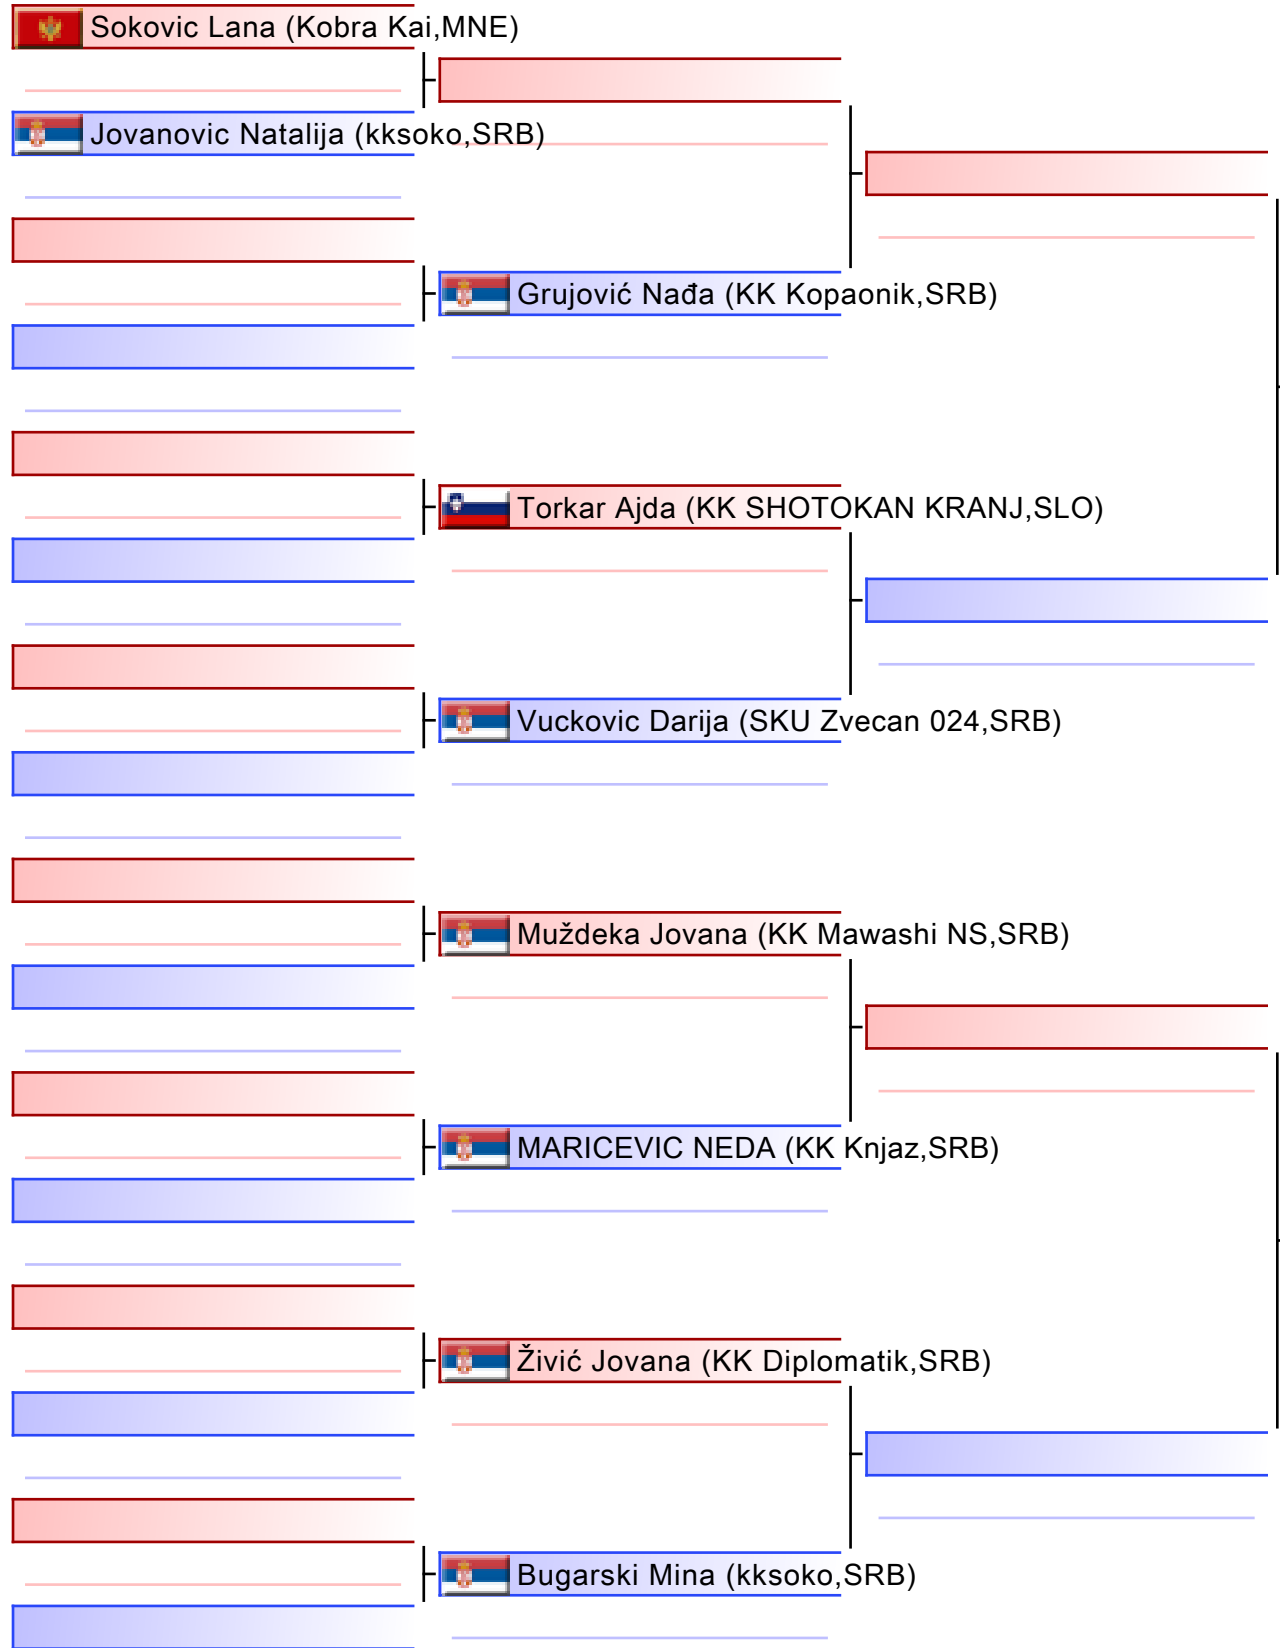 Sokovic Lana (Kobra Kai,MNE)
Jovanovic Natalija (kksoko,SRB)
Grujović Nađa (KK Kopaonik,SRB)
Torkar Ajda (KK SHOTOKAN KRANJ,SLO)
Vuckovic Darija (SKU Zvecan 024,SRB)
Muždeka Jovana (KK Mawashi NS,SRB)
MARICEVIC NEDA (KK Knjaz,SRB)
Živić Jovana (KK Diplomatik,SRB)
Bugarski Mina (kksoko,SRB)